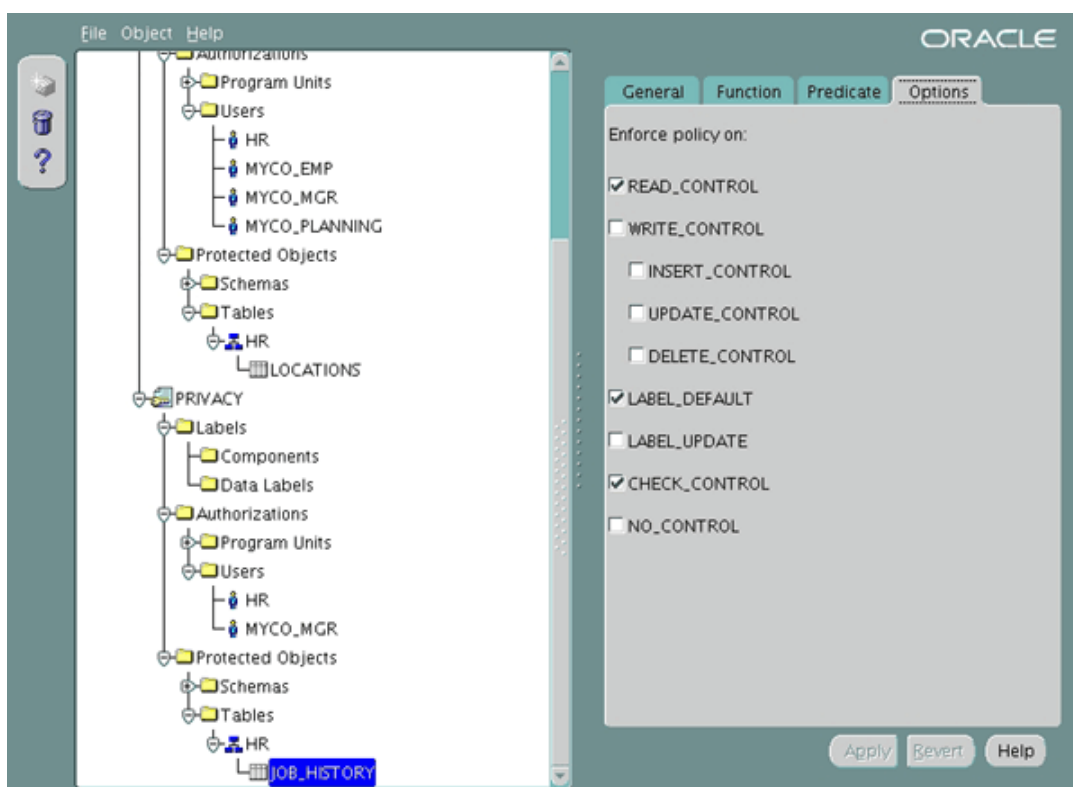 File Object Help
ORACLE
Authorizations
Program Units
Users
HR
MYCO_EMP
MYCO_MGR
MYCO_PLANNING
Protected Objects
Schemas
Tables
HR
LOCATIONS
PRIVACY
Labels
Components
Data Labels
Authorizations
Program Units
Users
HR
MYCO_MGR
Protected Objects
Schemas
Tables
HR
JOB_HISTORY
General Function Predicate Options
Enforce policy on:
READ_CONTROL
WRITE_CONTROL
INSERT_CONTROL
UPDATE_CONTROL
DELETE_CONTROL
LABEL_DEFAULT
LABEL_UPDATE
CHECK_CONTROL
NO_CONTROL
Apply Revert Help